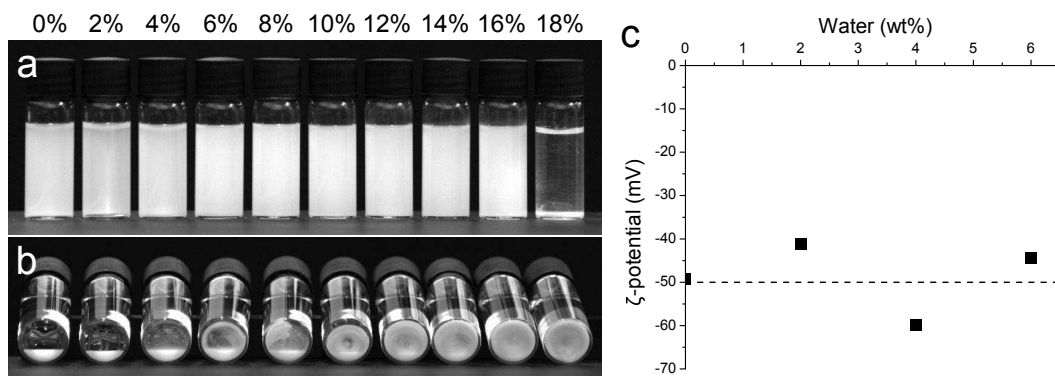 0% 2% 4% 6% 8% 10% 12% 14% 16% 18%
a
b
c
Water (wt%)
0 1 2 3 4 5 6
0
-10
-20
-30
-40
-50
-60
-70
ζ-potential (mV)